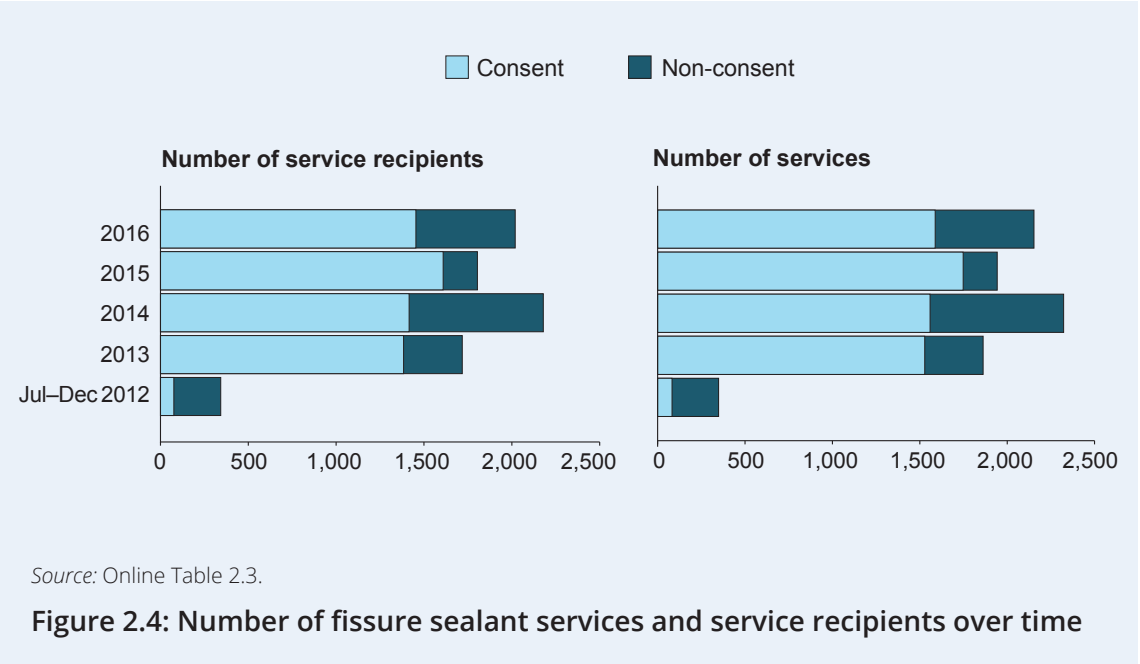 Consent Non-consent
Number of service recipients
2016
2015
2014
2013
Jul–Dec 2012
0 500 1,000 1,500 2,000 2,500
Number of services
0 500 1,000 1,500 2,000 2,500
Source: Online Table 2.3.
Figure 2.4: Number of fissure sealant services and service recipients over time